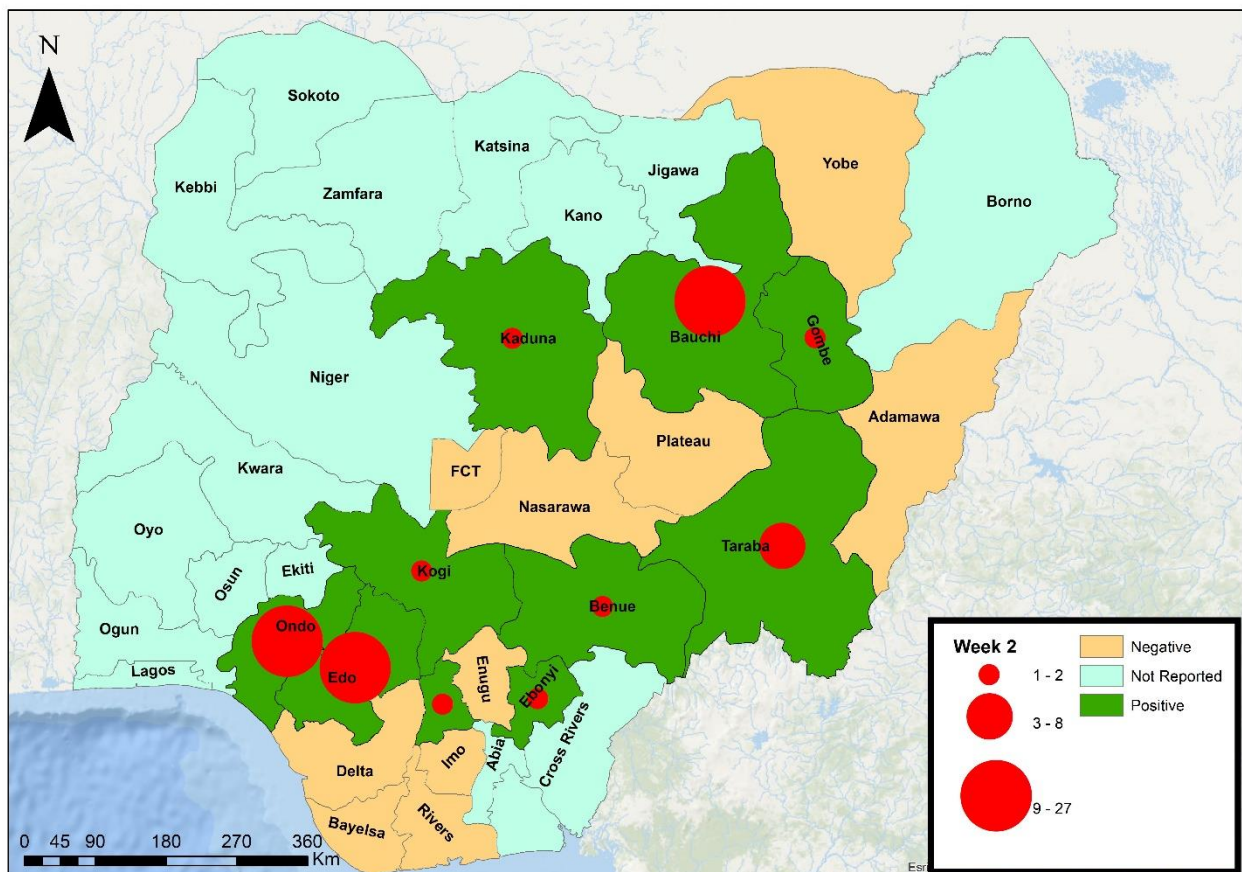 N
Sokoto
Katsina
Jigawa
Yobe
Kebbi
Zamfara
Kano
Borno
Kaduna
Bauchi
Gombe
Niger
Adamawa
Plateau
FCT
Kwara
Nasarawa
Oyo
Taraba
Osun
Ekiti
Kogi
Benue
Ogun
Ondo
Lagos
Edo
Enugu
Ebonyi
Cross Rivers
Abia
Imo
Delta
Bayelsa
Rivers
0 45 90 180 270 360
Km
Week 2
1 - 2
3 - 8
9 - 27
Negative
Not Reported
Positive